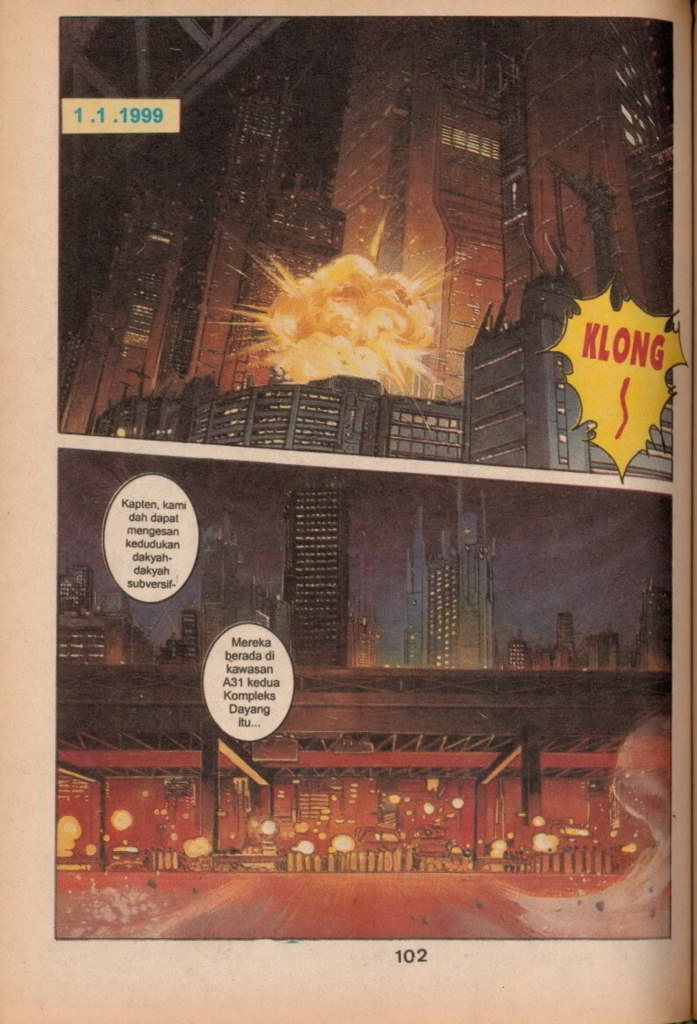 1 .1 .1999
KLONG
Kapten, kami
dah dapat
mengesan
kedudukan
dakyah-
dakyah
subversif-
Mereka
berada di
kawasan
A31 kedua
Kompleks
Dayang
itu...
102